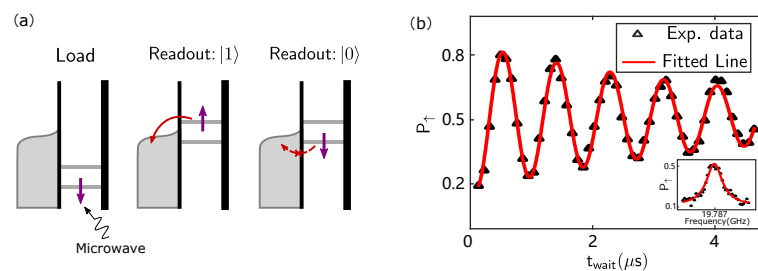 (a)
Load
Readout: |1⟩
Readout: |0⟩
Microwave
(b)
Exp. data
Fitted Line
0.8
0.5
0.2
P↑
0
2
4
t_wait(μs)
0.5
0.1
P↑
19.787
Frequency(GHz)